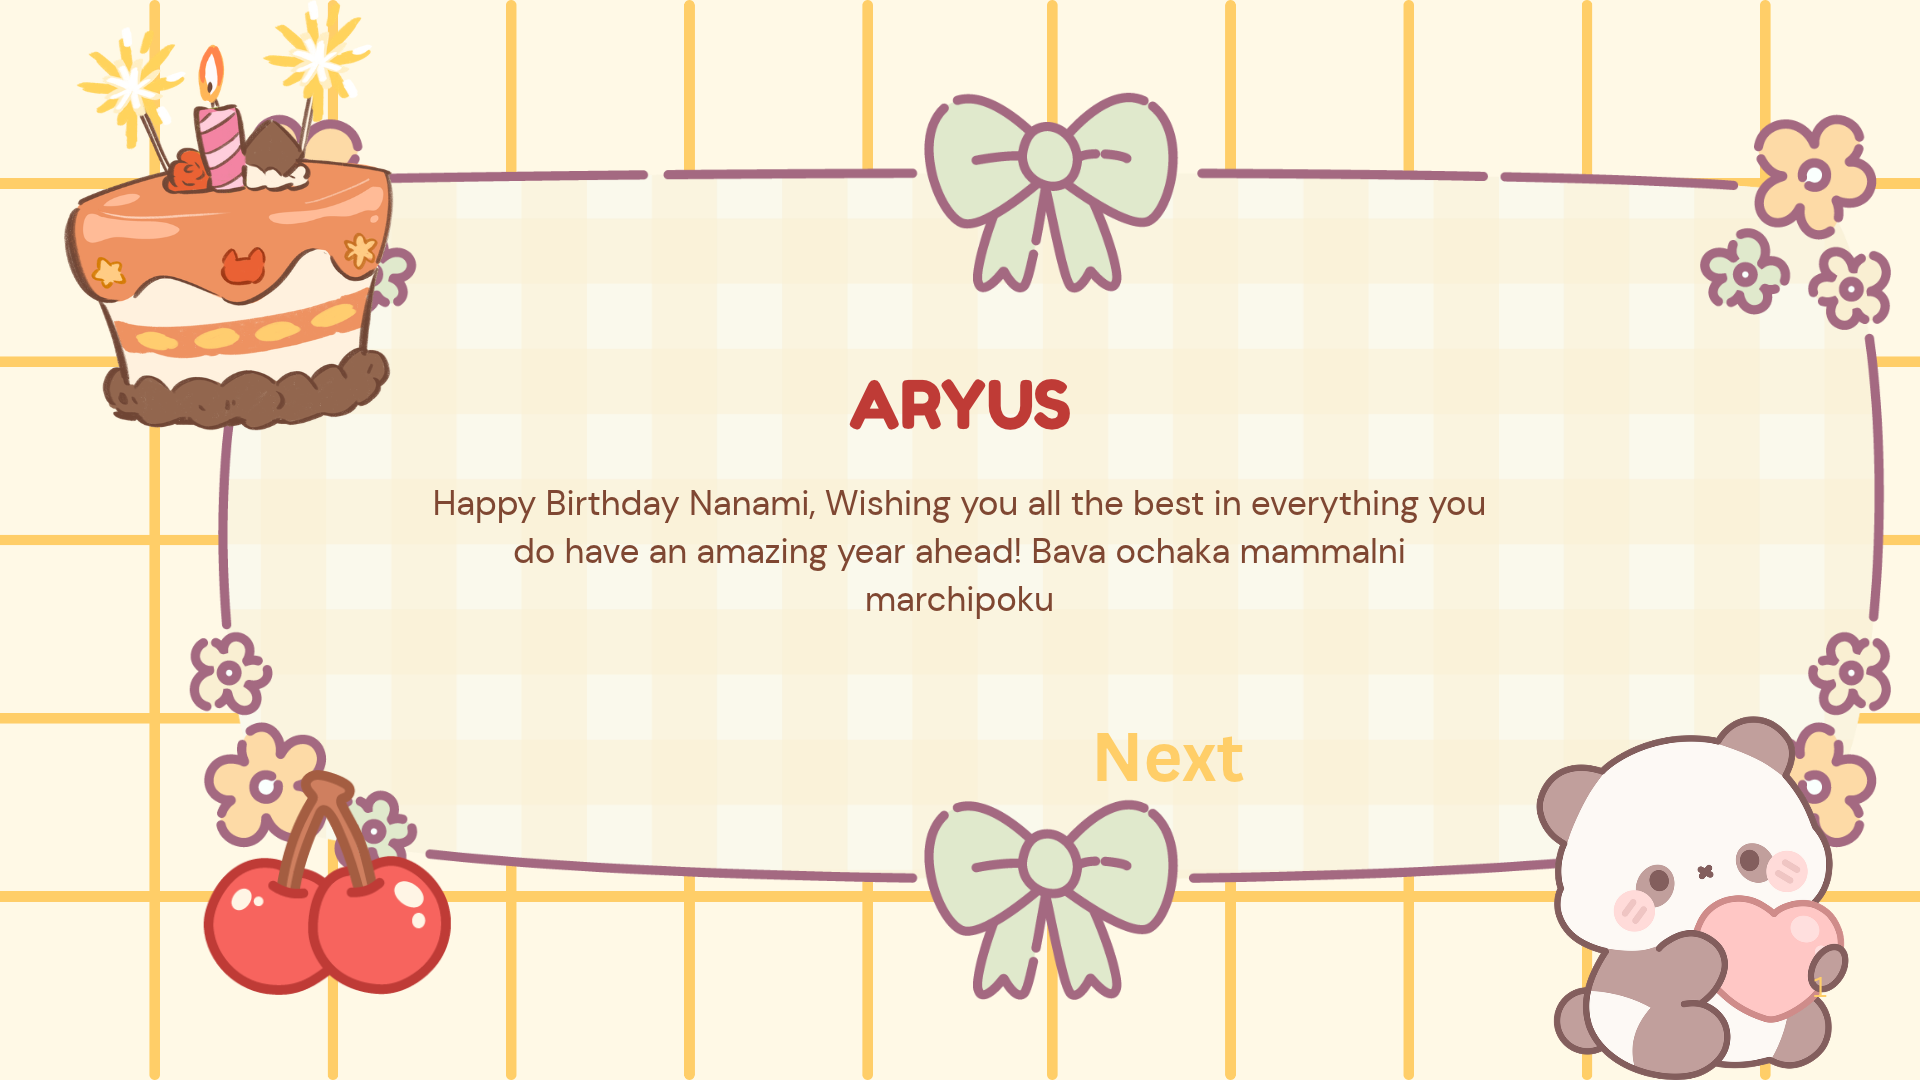 ARYUS
Happy Birthday Nanami, Wishing you all the best in everything you
do have an amazing year ahead! Bava ochaka mammalni
marchipoku
Next
1